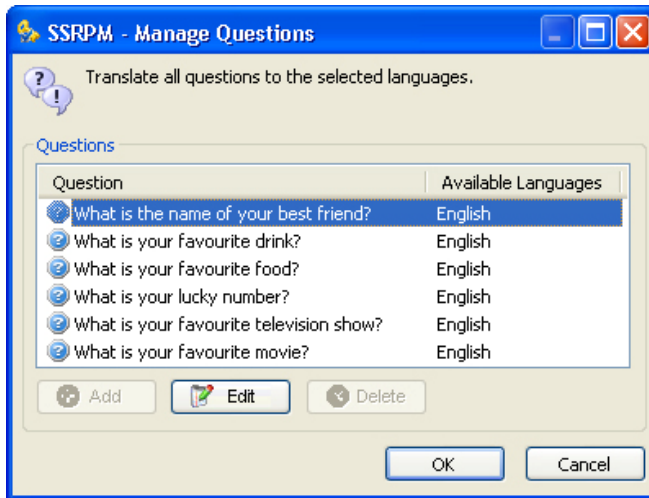 SSRPM - Manage Questions
Translate all questions to the selected languages.
Questions
Question Available Languages
What is the name of your best friend? English
What is your favourite drink? English
What is your favourite food? English
What is your lucky number? English
What is your favourite television show? English
What is your favourite movie? English
Add Edit Delete
OK Cancel